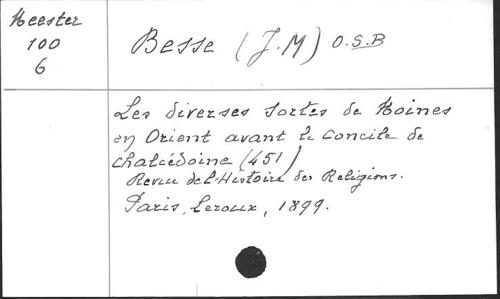 Heester
100
6
Besse (J.M) O.S.B
Les diverses sortes de Moines
en Orient avant le Concile de
Chalcédoine (451)
Revue de l'Histoire des Religions.
Paris, Leroux, 1899.